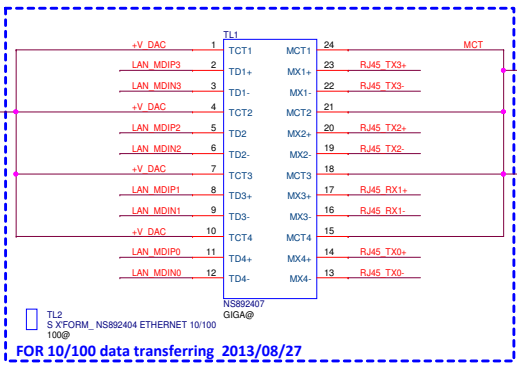 TL1
+V_DAC 1 TCT1 MCT1 24 MCT
LAN_MDIP3 2 TD1+ MX1+ 23 RJ45_TX3+
LAN_MDIN3 3 TD1- MX1- 22 RJ45_TX3-
+V_DAC 4 TCT2 MCT2 21
LAN_MDIP2 5 TD2 MX2+ 20 RJ45_TX2+
LAN_MDIN2 6 TD2- MX2- 19 RJ45_TX2-
+V_DAC 7 TCT3 MCT3 18
LAN_MDIP1 8 TD3+ MX3+ 17 RJ45_RX1+
LAN_MDIN1 9 TD3- MX3- 16 RJ45_RX1-
+V_DAC 10 TCT4 MCT4 15
LAN_MDIP0 11 TD4+ MX4+ 14 RJ45_TX0+
LAN_MDIN0 12 TD4- MX4- 13 RJ45_TX0-
NS892407
GIGA@
TL2
S X'FORM_ NS892404 ETHERNET 10/100
100@
FOR 10/100 data transferring 2013/08/27